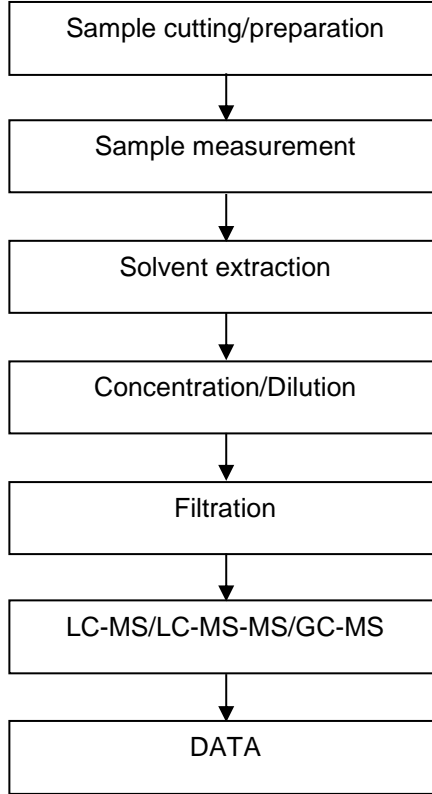 Sample cutting/preparation
Sample measurement
Solvent extraction
Concentration/Dilution
Filtration
LC-MS/LC-MS-MS/GC-MS
DATA